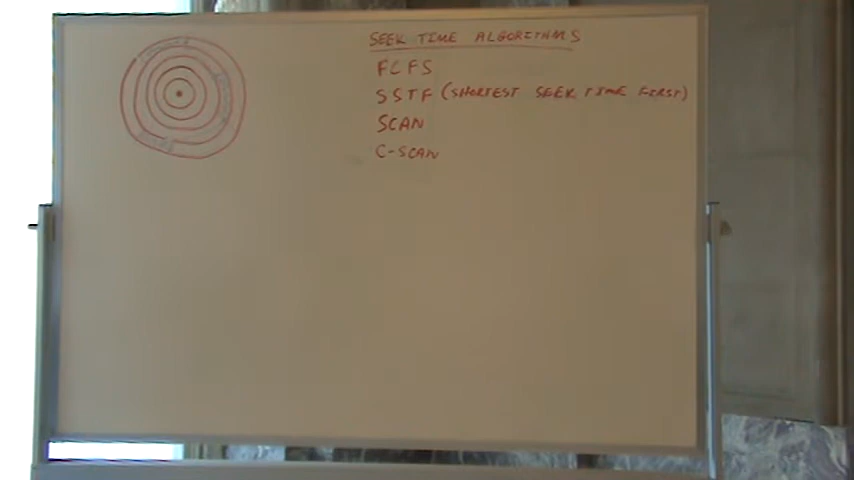 SEEK TIME ALGORITHMS
FCFS
SSTF (SHORTEST SEEK TIME FIRST)
SCAN
C-SCAN